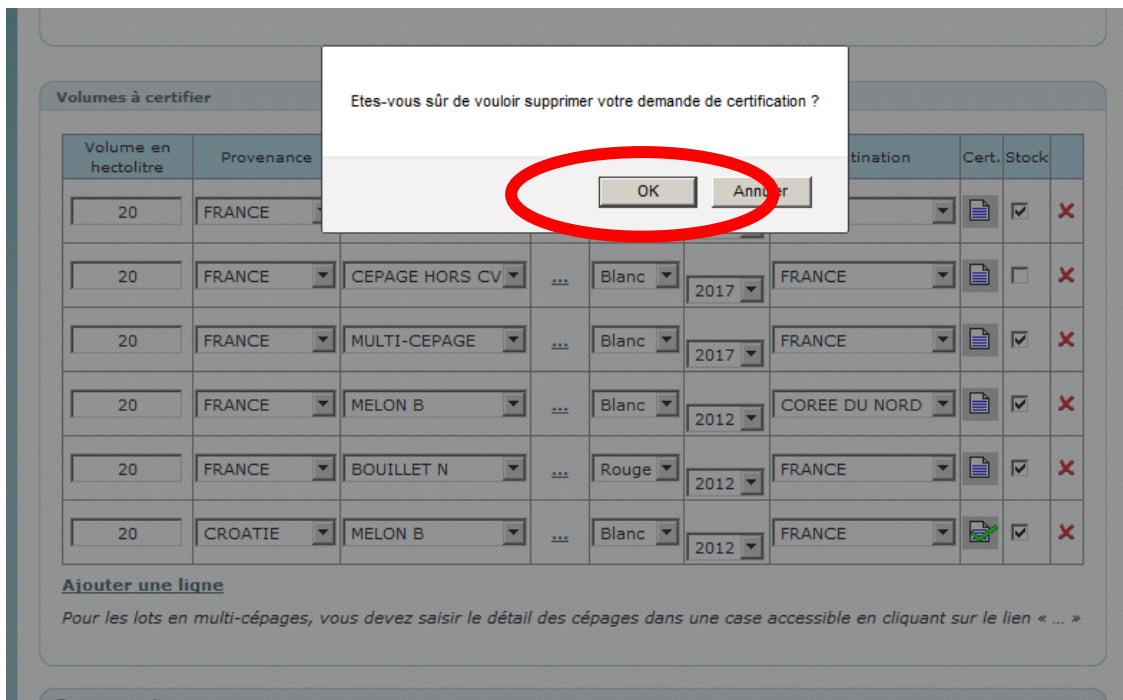 Etes-vous sûr de vouloir supprimer votre demande de certification ?
OK Annuler
Volumes à certifier
Volume en hectolitre Provenance Cert. Stock
20 FRANCE
20 FRANCE CEPAGE HORS CV ... Blanc 2017 FRANCE
20 FRANCE MULTI-CEPAGE ... Blanc 2017 FRANCE
20 FRANCE MELON B ... Blanc 2012 COREE DU NORD
20 FRANCE BOUILLET N ... Rouge 2012 FRANCE
20 CROATIE MELON B ... Blanc 2012 FRANCE
Ajouter une ligne
Pour les lots en multi-cépages, vous devez saisir le détail des cépages dans une case accessible en cliquant sur le lien « ... »